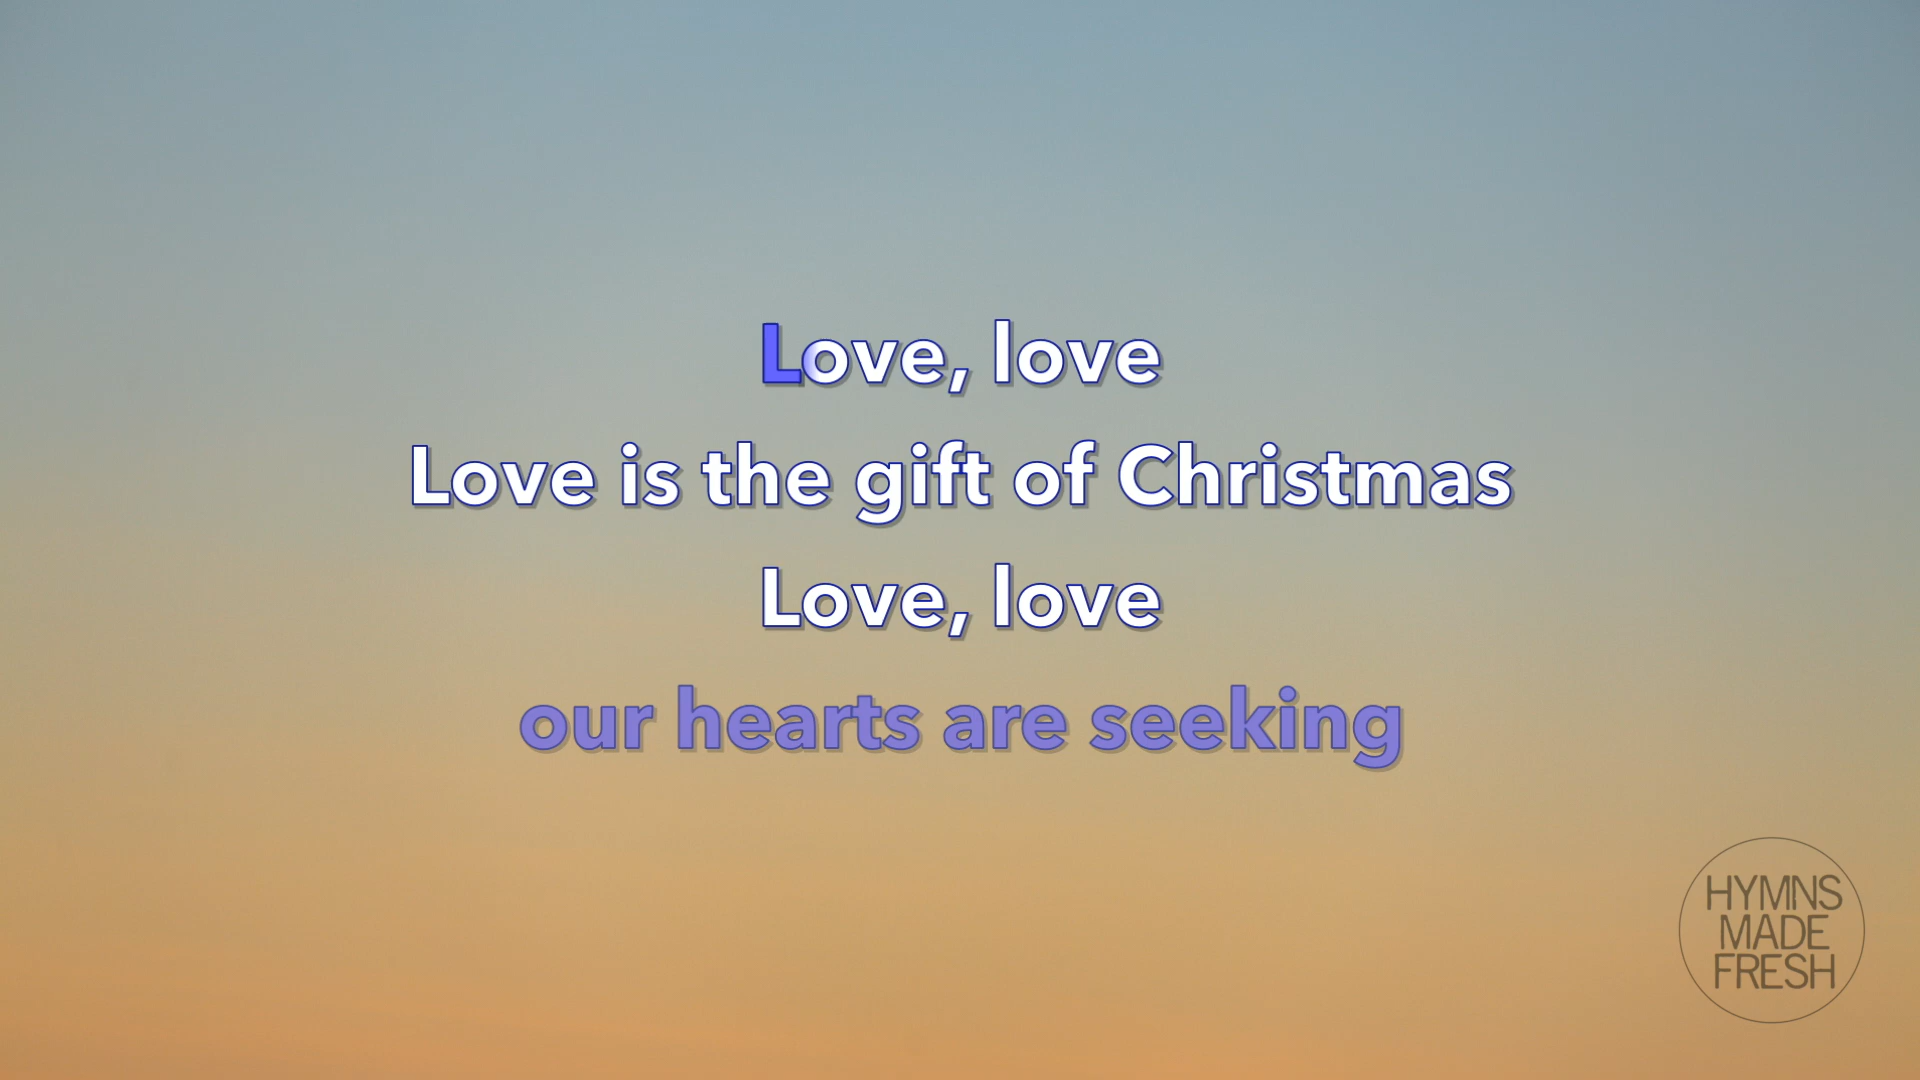 Love, love
Love is the gift of Christmas
Love, love
our hearts are seeking
HYMNS
MADE
FRESH